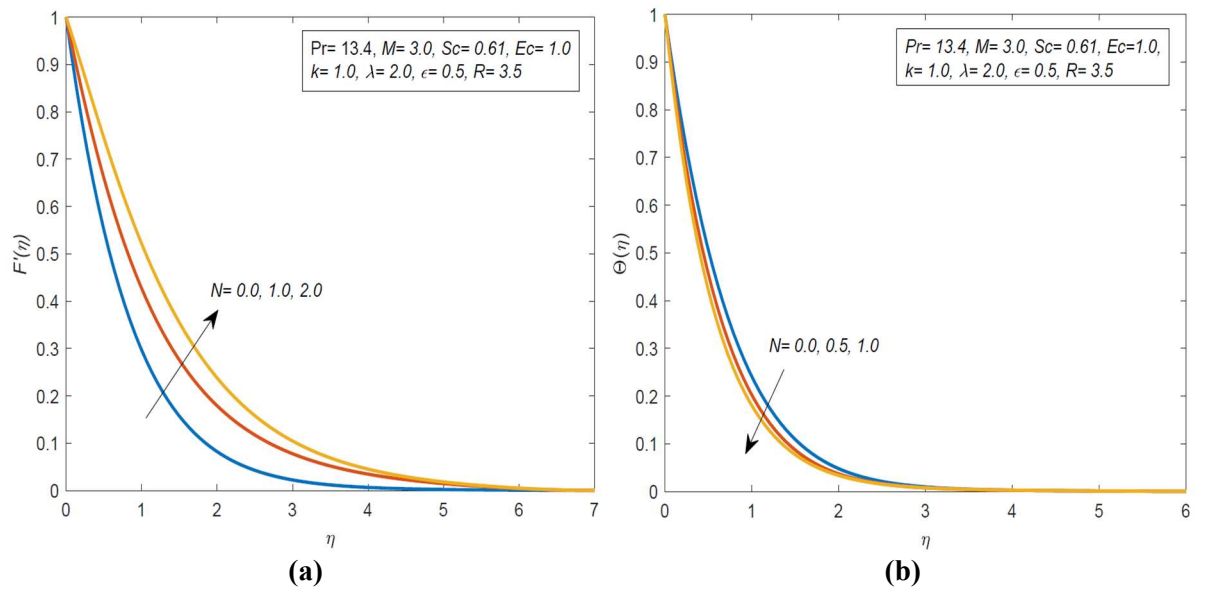 Pr= 13.4, M= 3.0, Sc= 0.61, Ec= 1.0
k= 1.0, λ= 2.0, ϵ= 0.5, R= 3.5
N= 0.0, 1.0, 2.0
F'(η)
1
0.9
0.8
0.7
0.6
0.5
0.4
0.3
0.2
0.1
0
0 1 2 3 4 5 6 7
η
(a)
Pr= 13.4, M= 3.0, Sc= 0.61, Ec=1.0,
k= 1.0, λ= 2.0, ϵ= 0.5, R= 3.5
N= 0.0, 0.5, 1.0
Θ(η)
1
0.9
0.8
0.7
0.6
0.5
0.4
0.3
0.2
0.1
0
0 1 2 3 4 5 6
η
(b)